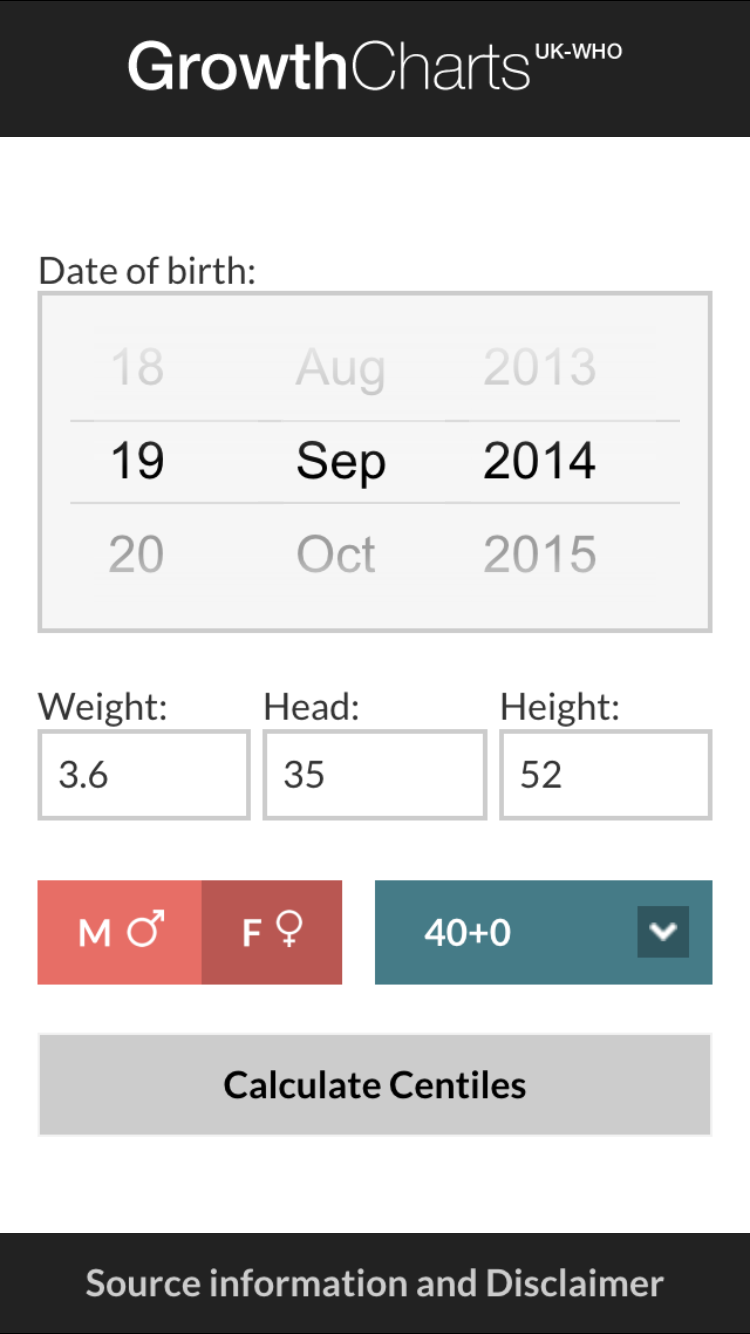 GrowthCharts UK-WHO
Date of birth:
18 Aug 2013
19 Sep 2014
20 Oct 2015
Weight: Head: Height:
3.6 35 52
M ♂ F ♀ 40+0
Calculate Centiles
Source information and Disclaimer